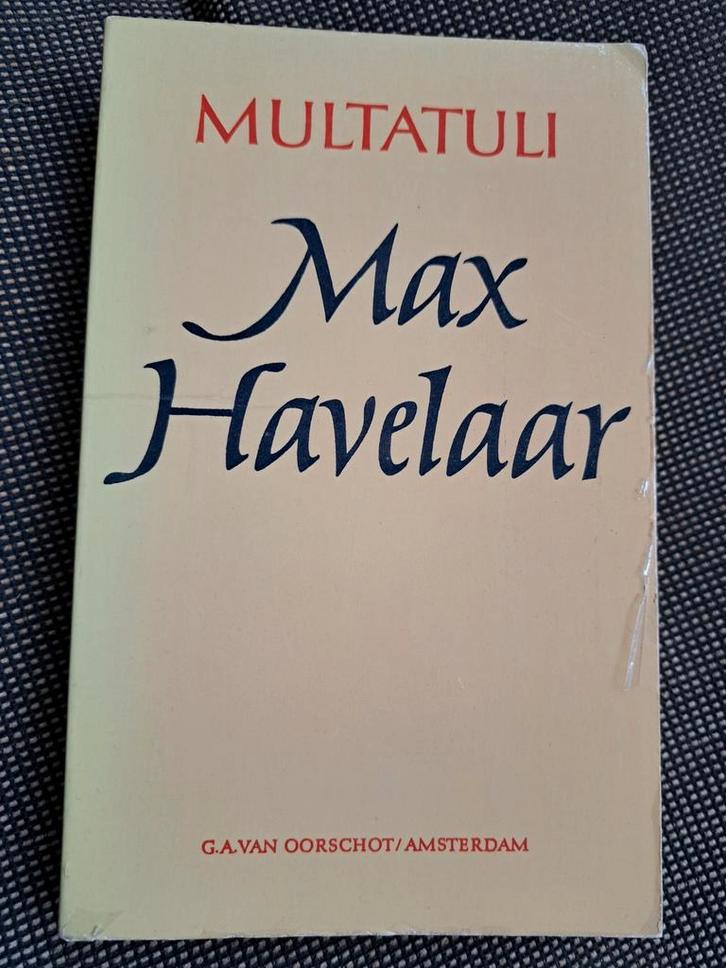 MULTATULI
Max
Havelaar
G.A.VAN OORSCHOT/AMSTERDAM